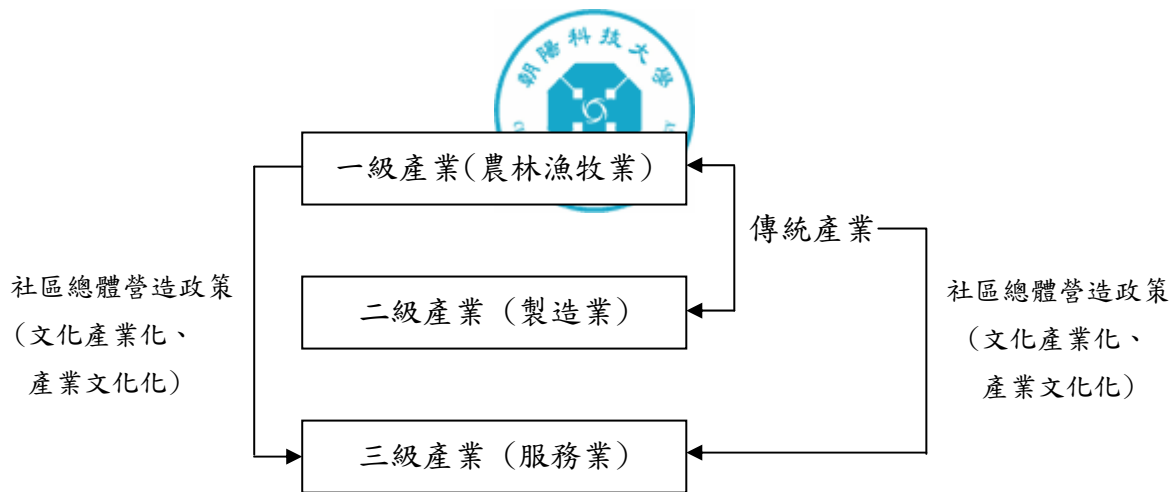 朝陽科技大學
一級產業(農林漁牧業)
傳統產業
社區總體營造政策
(文化產業化、
產業文化化)
二級產業(製造業)
社區總體營造政策
(文化產業化、
產業文化化)
三級產業(服務業)